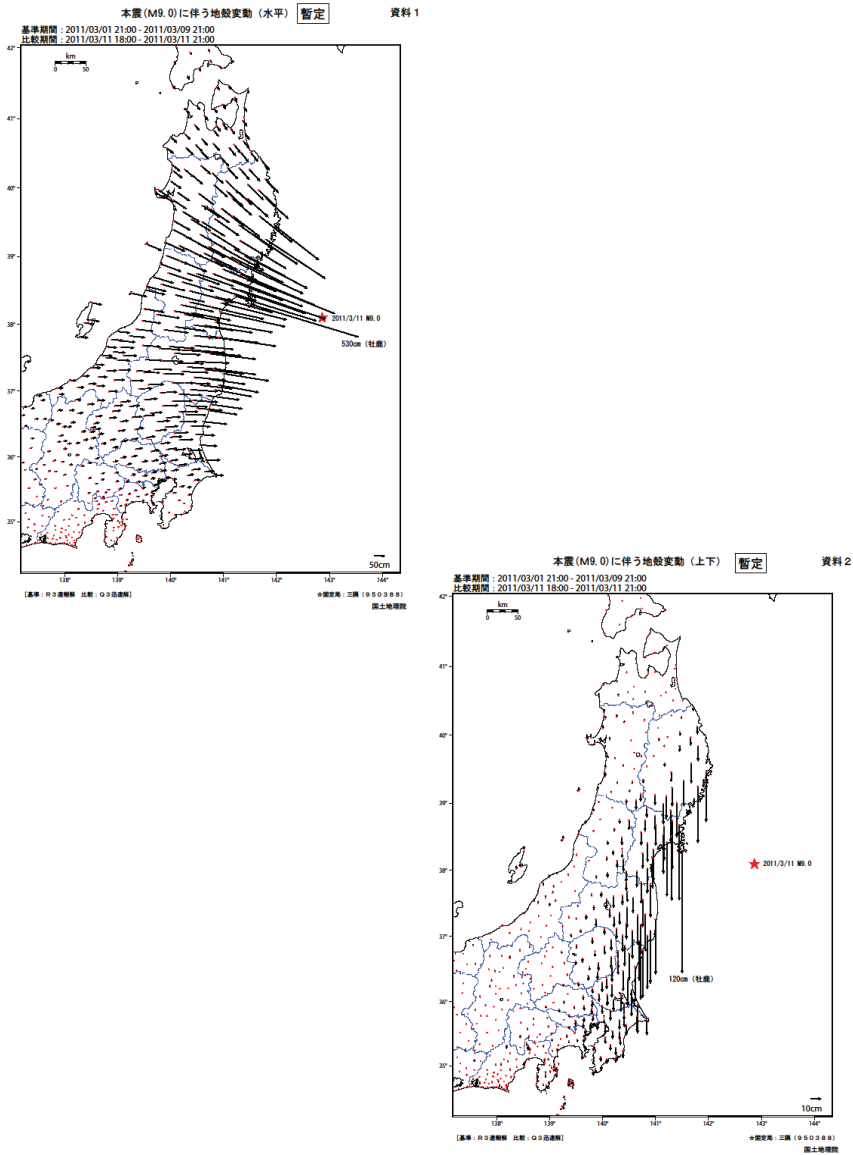 本震(M9.0)に伴う地殻変動（水平） 暫定 資料１
基準期間：2011/03/01 21:00 - 2011/03/09 21:00
比較期間：2011/03/11 18:00 - 2011/03/11 21:00
42°
km
0 50
41°
40°
39°
2011/3/11 M9.0
38°
530cm（牡鹿）
37°
36°
35°
50cm
138° 139° 140° 141° 142° 143° 144°
［基準：R３速報解 比較：Q３迅速解］ ☆固定局：三隅（９５０３８８）
国土地理院
本震(M9.0)に伴う地殻変動（上下） 暫定 資料２
基準期間：2011/03/01 21:00 - 2011/03/09 21:00
比較期間：2011/03/11 18:00 - 2011/03/11 21:00
42°
km
0 50
41°
40°
39°
2011/3/11 M9.0
38°
37°
120cm（牡鹿）
36°
35°
10cm
138° 139° 140° 141° 142° 143° 144°
［基準：R３速報解 比較：Q３迅速解］ ☆固定局：三隅（９５０３８８）
国土地理院